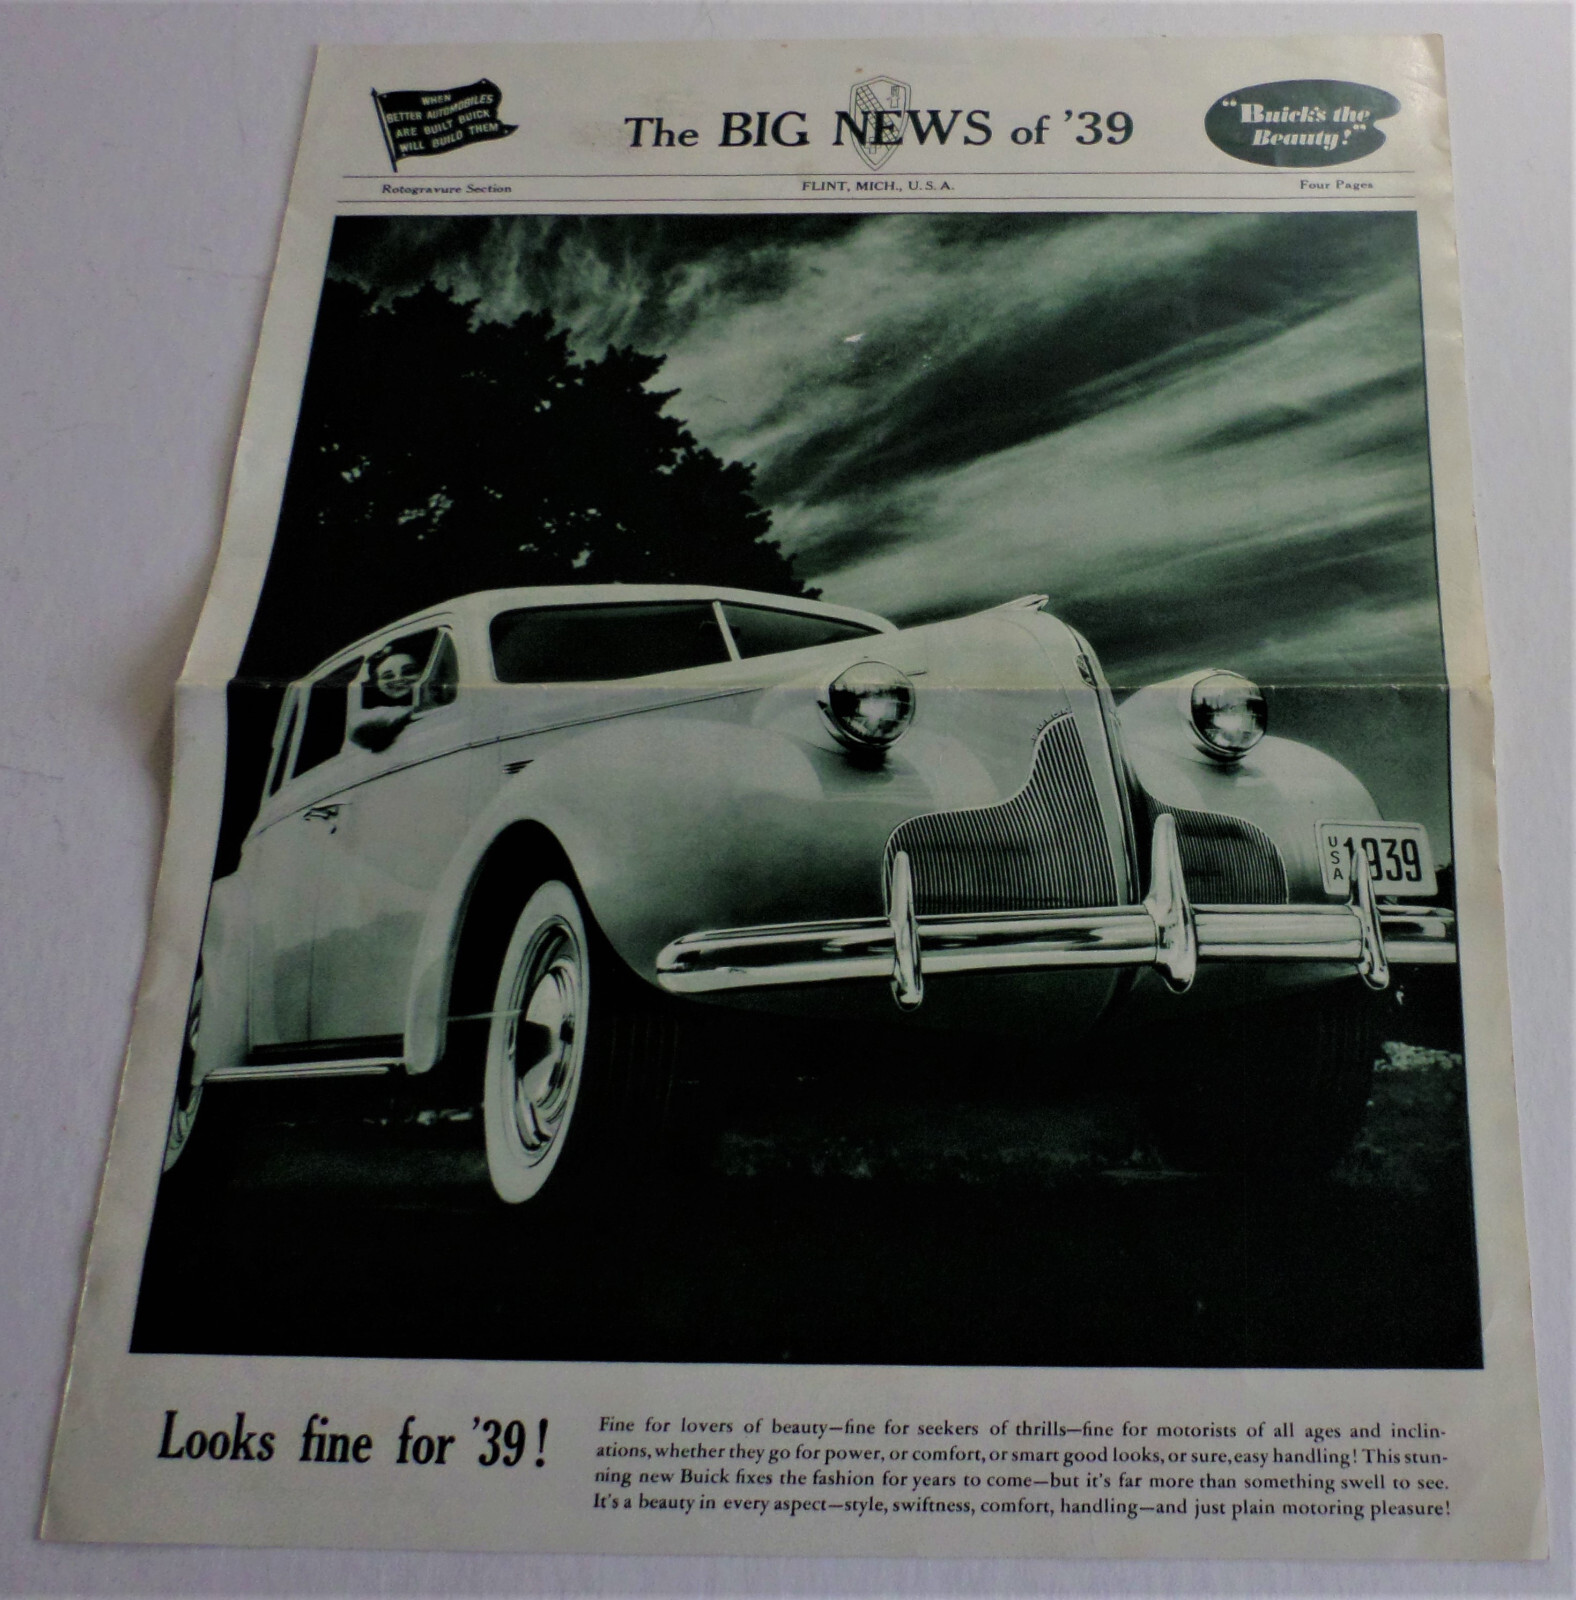 WHEN
BETTER AUTOMOBILES
ARE BUILT BUICK
WILL BUILD THEM
The BIG NEWS of '39
"Buick's the
Beauty!"
Rotogravure Section
FLINT, MICH., U.S.A.
Four Pages
USA 1939
Looks fine for '39!
Fine for lovers of beauty—fine for seekers of thrills—fine for motorists of all ages and inclin-
ations, whether they go for power, or comfort, or smart good looks, or sure, easy handling! This stun-
ning new Buick fixes the fashion for years to come—but it's far more than something swell to see.
It's a beauty in every aspect—style, swiftness, comfort, handling—and just plain motoring pleasure!